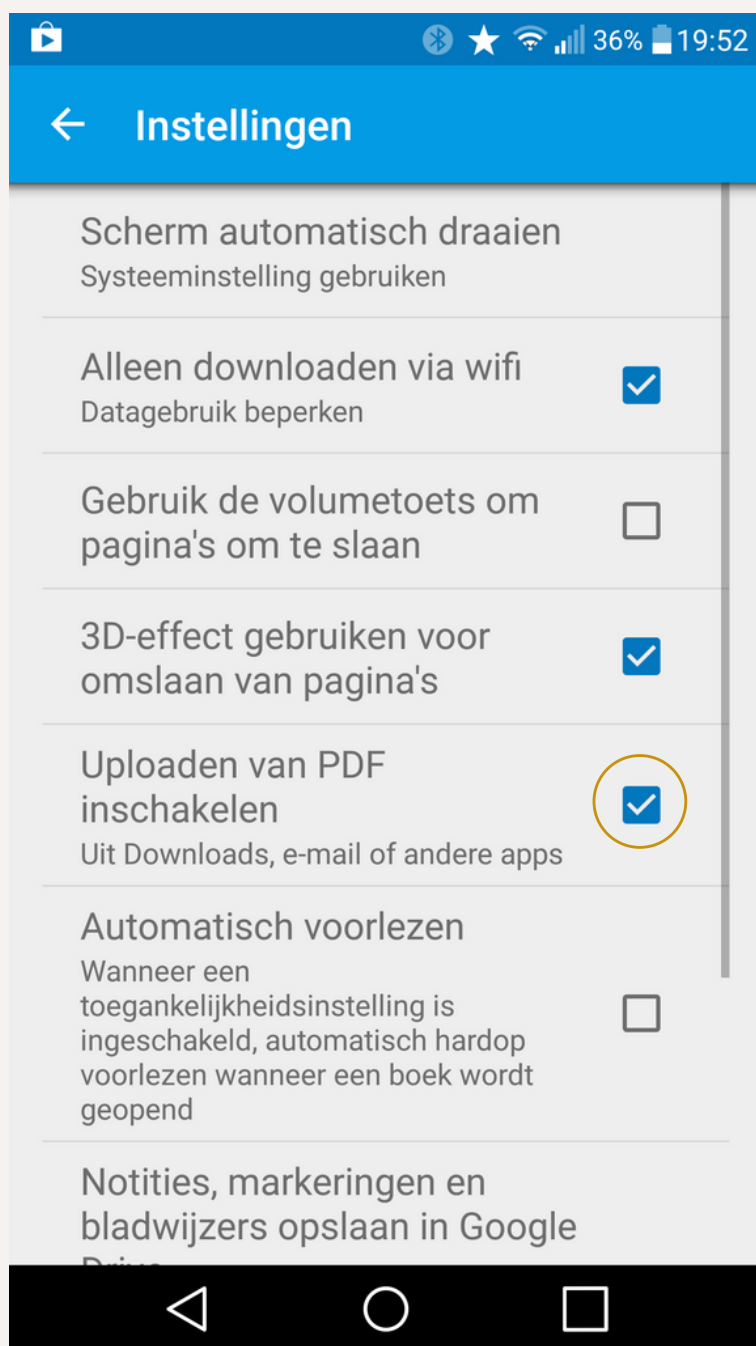 36% 19:52
Instellingen
Scherm automatisch draaien
Systeeminstelling gebruiken
Alleen downloaden via wifi
Datagebruik beperken
Gebruik de volumetoets om
pagina's om te slaan
3D-effect gebruiken voor
omslaan van pagina's
Uploaden van PDF
inschakelen
Uit Downloads, e-mail of andere apps
Automatisch voorlezen
Wanneer een
toegankelijkheidsinstelling is
ingeschakeld, automatisch hardop
voorlezen wanneer een boek wordt
geopend
Notities, markeringen en
bladwijzers opslaan in Google